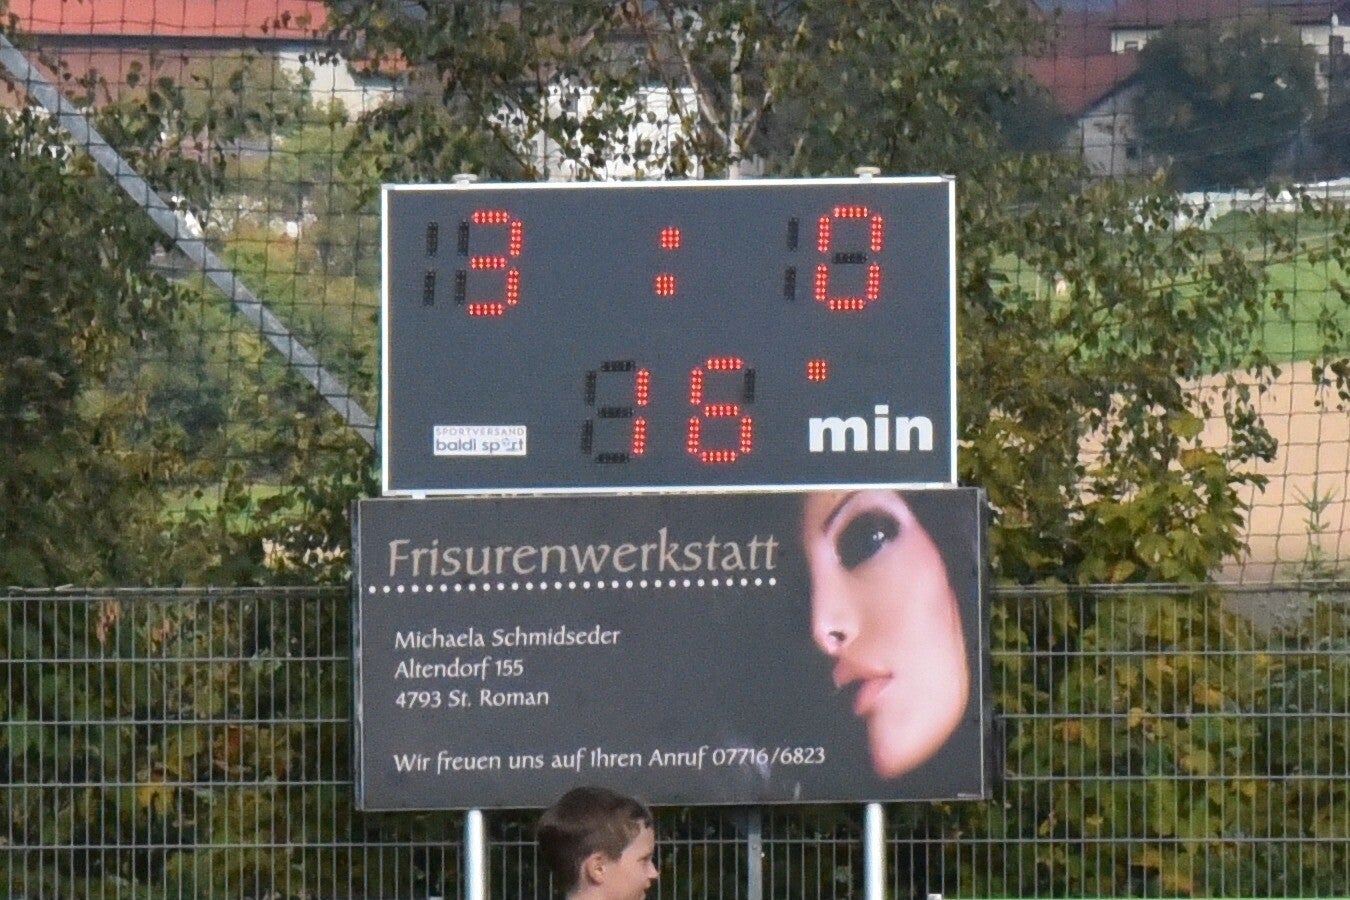 3 : 0
16
min
SPORTVERSAND
baldi sport
Frisurenwerkstatt
Michaela Schmidseder
Altendorf 155
4793 St. Roman
Wir freuen uns auf Ihren Anruf 07716/6823